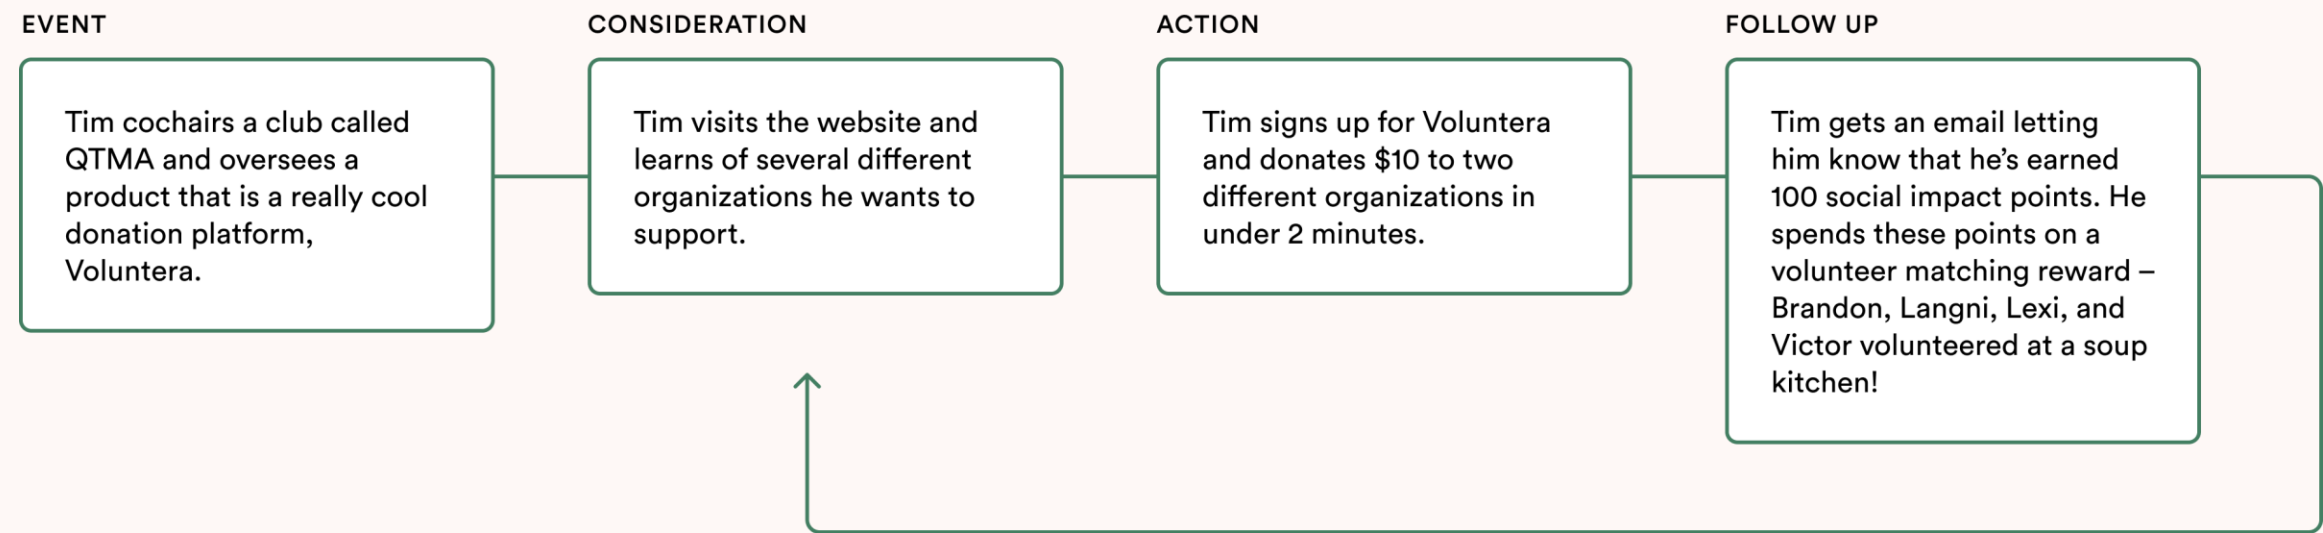 EVENT
Tim cochairs a club called
QTMA and oversees a
product that is a really cool
donation platform,
Voluntera.
CONSIDERATION
Tim visits the website and
learns of several different
organizations he wants to
support.
ACTION
Tim signs up for Voluntera
and donates $10 to two
different organizations in
under 2 minutes.
FOLLOW UP
Tim gets an email letting
him know that he’s earned
100 social impact points. He
spends these points on a
volunteer matching reward –
Brandon, Langni, Lexi, and
Victor volunteered at a soup
kitchen!